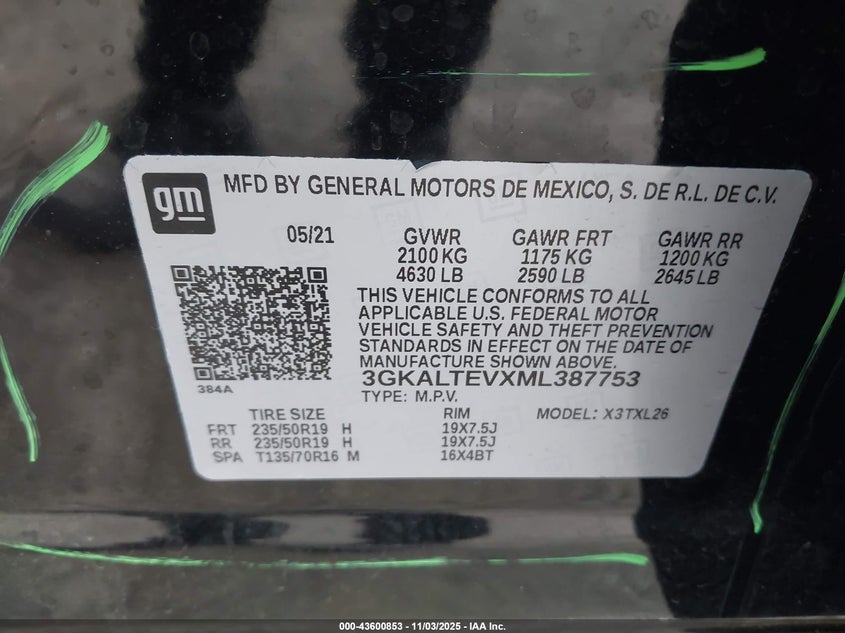 gm
MFD BY GENERAL MOTORS DE MEXICO, S. DE R.L. DE C.V.
05/21 GVWR GAWR FRT GAWR RR
2100 KG 1175 KG 1200 KG
4630 LB 2590 LB 2645 LB
THIS VEHICLE CONFORMS TO ALL
APPLICABLE U.S. FEDERAL MOTOR
VEHICLE SAFETY AND THEFT PREVENTION
STANDARDS IN EFFECT ON THE DATE OF
MANUFACTURE SHOWN ABOVE.
384A
3GKALTEVXML387753
TYPE: M.P.V.
TIRE SIZE RIM MODEL: X3TXL26
FRT 235/50R19 H 19X7.5J
RR 235/50R19 H 19X7.5J
SPA T135/70R16 M 16X4BT
000-43600853 - 11/03/2025 - IAA Inc.